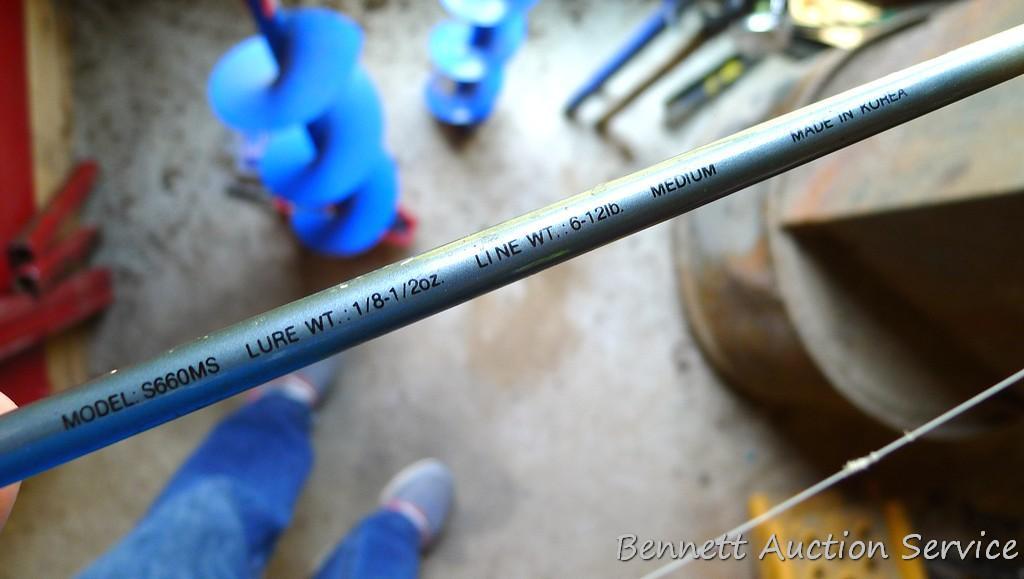 MODEL: S660MS LURE WT.: 1/8-1/2oz. LINE WT.: 6-12lb. MEDIUM MADE IN KOREA
Bennett Auction Service